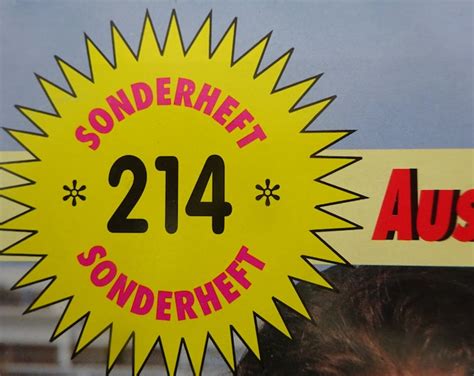 SONDERHEFT
* 214 *
SONDERHEFT
Aus